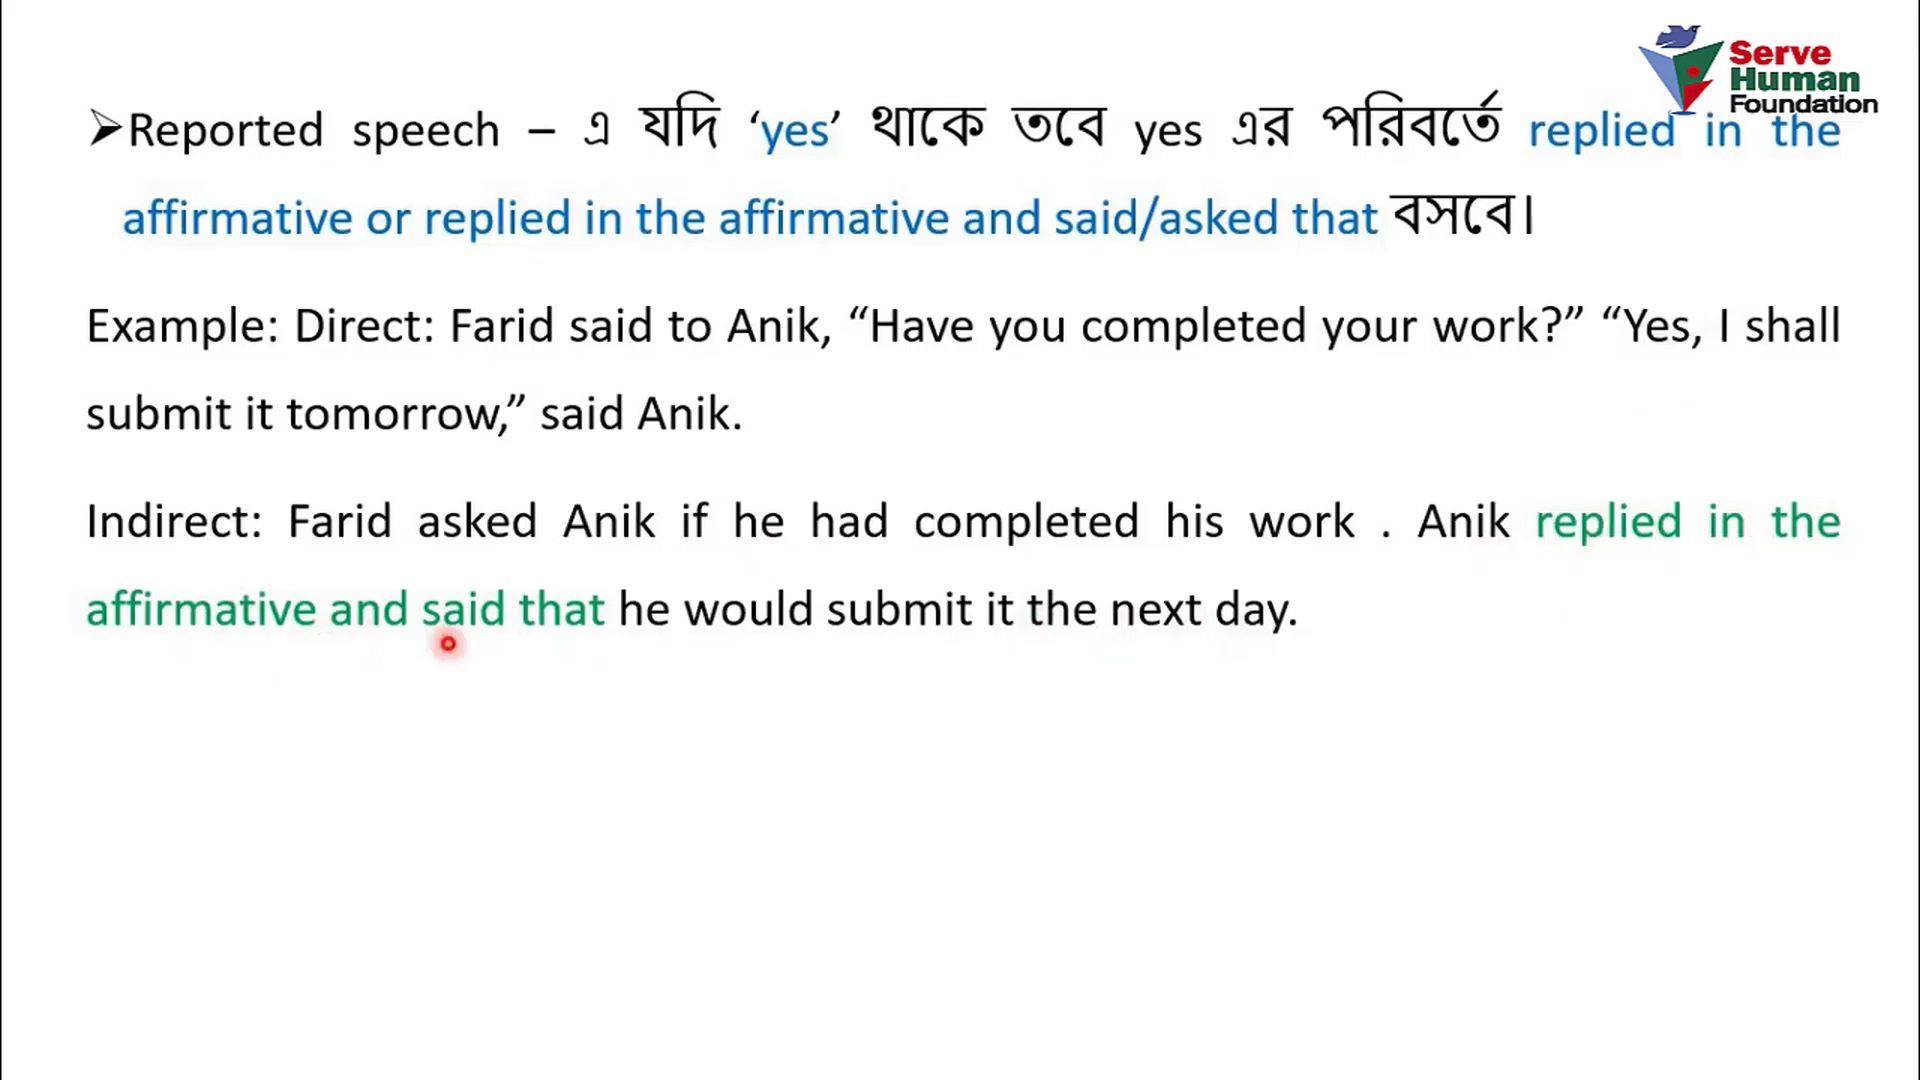 Serve
Human
Foundation
➢Reported speech – এ যদি ‘yes’ থাকে তবে yes এর পরিবর্তে replied in the
affirmative or replied in the affirmative and said/asked that বসবে।
Example: Direct: Farid said to Anik, “Have you completed your work?” “Yes, I shall
submit it tomorrow,” said Anik.
Indirect: Farid asked Anik if he had completed his work . Anik replied in the
affirmative and said that he would submit it the next day.